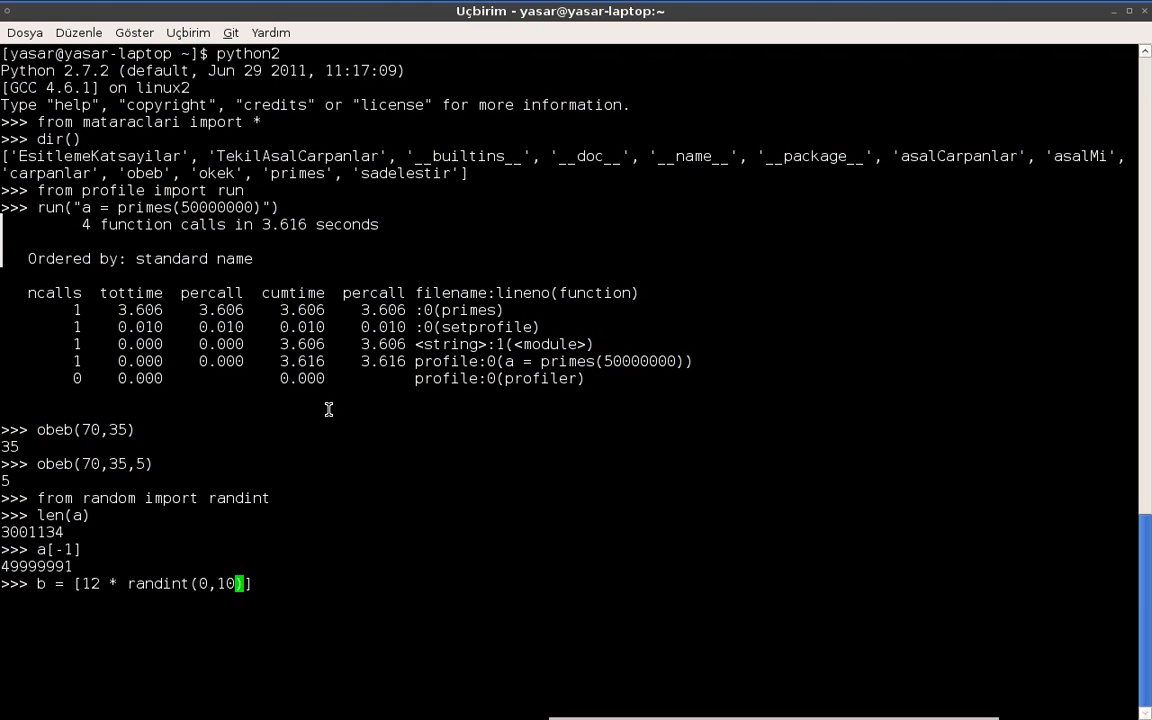 Uçbirim - yasar@yasar-laptop:~
Dosya Düzenle Göster Uçbirim Git Yardım
[yasar@yasar-laptop ~]$ python2
Python 2.7.2 (default, Jun 29 2011, 11:17:09)
[GCC 4.6.1] on linux2
Type "help", "copyright", "credits" or "license" for more information.
>>> from mataraclari import *
>>> dir()
['EsitlemeKatsayilar', 'TekilAsalCarpanlar', '__builtins__', '__doc__', '__name__', '__package__', 'asalCarpanlar', 'asalMi',
'carpanlar', 'obeb', 'okek', 'primes', 'sadelestir']
>>> from profile import run
>>> run("a = primes(50000000)")
4 function calls in 3.616 seconds
Ordered by: standard name
ncalls tottime percall cumtime percall filename:lineno(function)
1 3.606 3.606 3.606 3.606 :0(primes)
1 0.010 0.010 0.010 0.010 :0(setprofile)
1 0.000 0.000 3.606 3.606 <string>:1(<module>)
1 0.000 0.000 3.616 3.616 profile:0(a = primes(50000000))
0 0.000 0.000 profile:0(profiler)
>>> obeb(70,35)
35
>>> obeb(70,35,5)
5
>>> from random import randint
>>> len(a)
3001134
>>> a[-1]
49999991
>>> b = [12 * randint(0,10)]